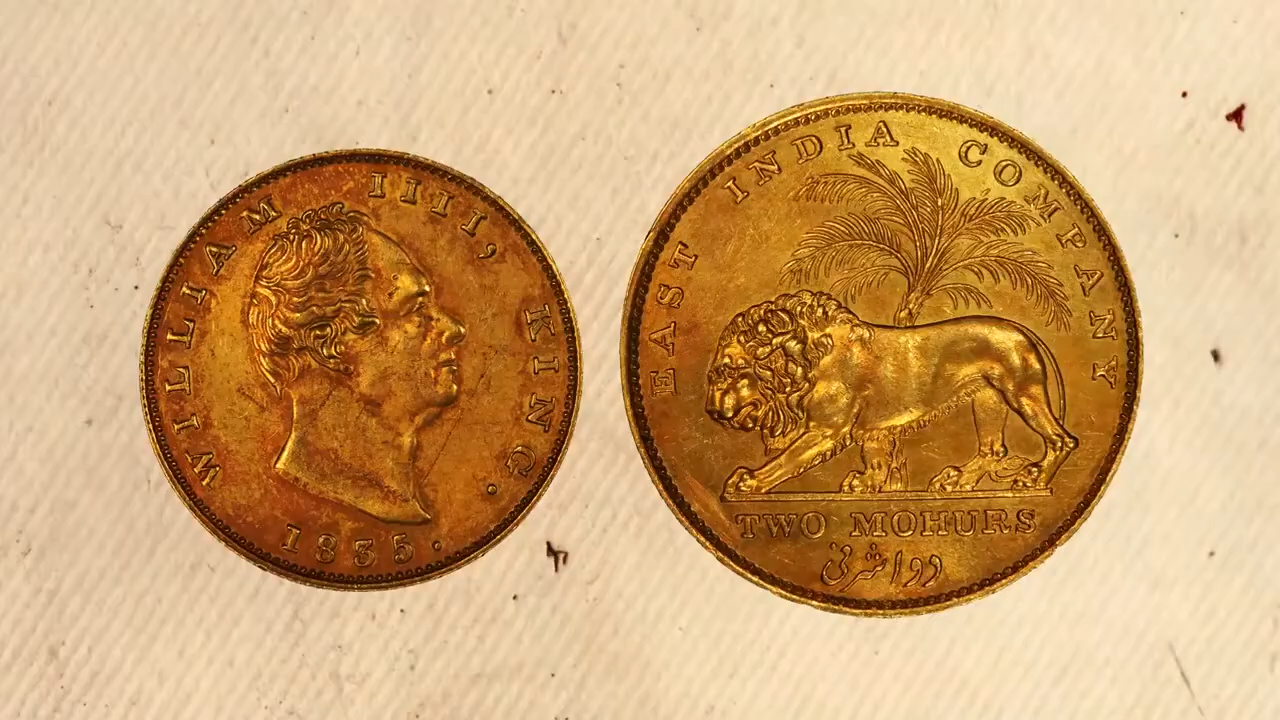 WILLIAM IIII, KING.
1835.
EAST INDIA COMPANY
TWO MOHURS
دو اشرفی